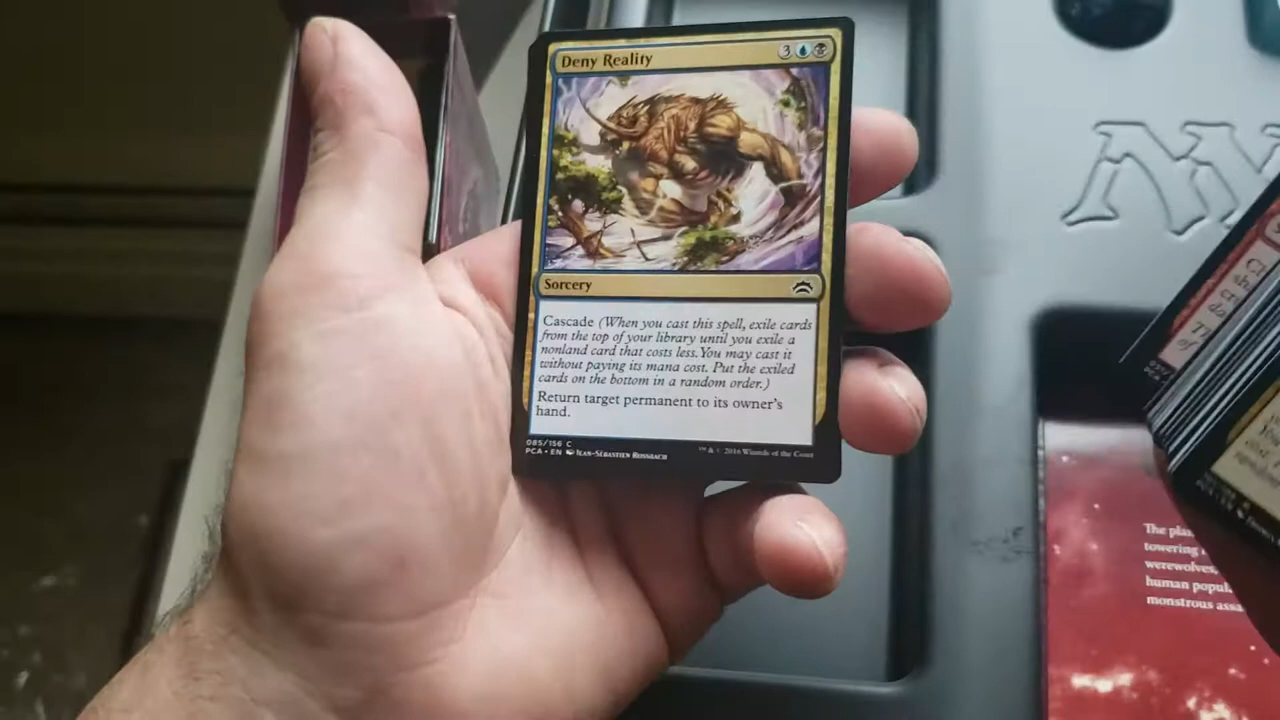 Deny Reality
3
Sorcery
Cascade (When you cast this spell, exile cards
from the top of your library until you exile a
nonland card that costs less. You may cast it
without paying its mana cost. Put the exiled
cards on the bottom in a random order.)
Return target permanent to its owner's
hand.
085/156 C
PCA • EN Jean-Sébastien Rossbach
™ & © 2016 Wizards of the Coast
The
towering
werewolves,
human
monstrous